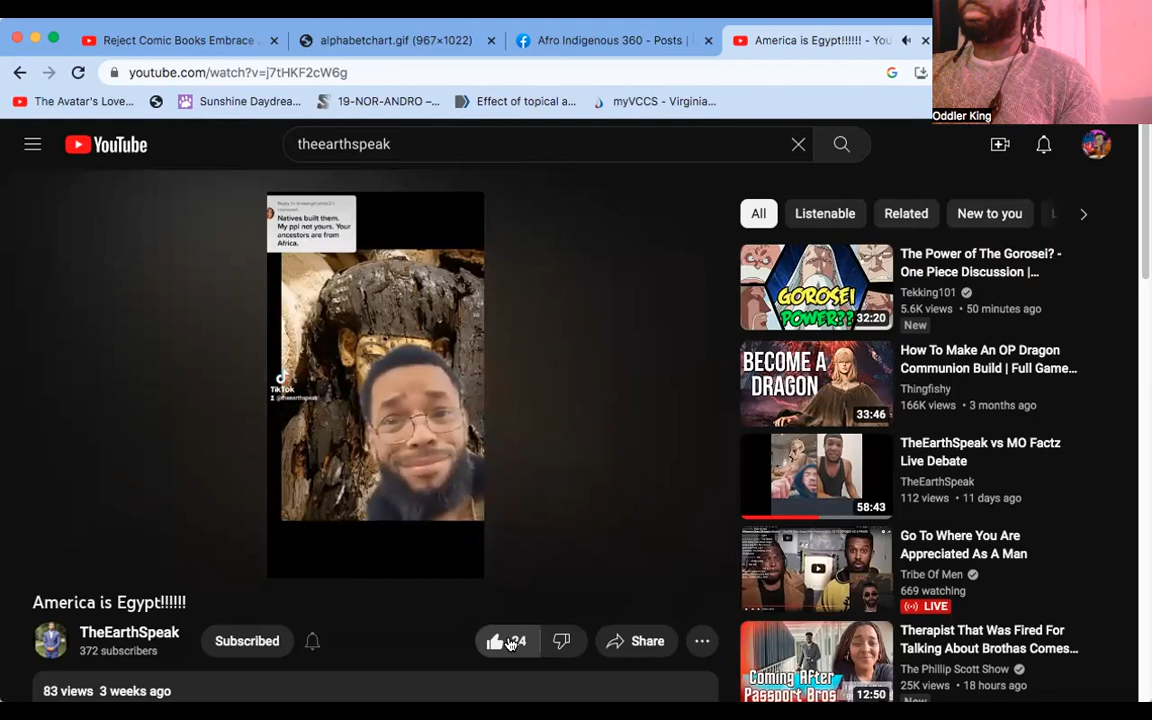 Reject Comic Books Embrace
alphabetchart.gif (967×1022)
Afro Indigenous 360 - Posts |
America is Egypt!!!!!! - You
youtube.com/watch?v=j7tHKF2cW6g
The Avatar's Love...
Sunshine Daydrea...
19-NOR-ANDRO –...
Effect of topical a...
myVCCS - Virginia...
Oddler King
YouTube
theearthspeak
Natives built them.
My ppl not yours. Your
ancestors are from
Africa.
TikTok
@theearthspeak
All
Listenable
Related
New to you
The Power of The Gorosei? -
One Piece Discussion |...
Tekking101
5.6K views • 50 minutes ago
New
GOROSEI
POWER??
32:20
How To Make An OP Dragon
Communion Build | Full Game...
Thingfishy
166K views • 3 months ago
BECOME A
DRAGON
33:46
TheEarthSpeak vs MO Factz
Live Debate
TheEarthSpeak
112 views • 11 days ago
58:43
Go To Where You Are
Appreciated As A Man
Tribe Of Men
669 watching
LIVE
Therapist That Was Fired For
Talking About Brothas Comes...
The Phillip Scott Show
25K views • 18 hours ago
New
Coming After
Passport Bros
12:50
America is Egypt!!!!!!
TheEarthSpeak
372 subscribers
Subscribed
24
Share
83 views 3 weeks ago